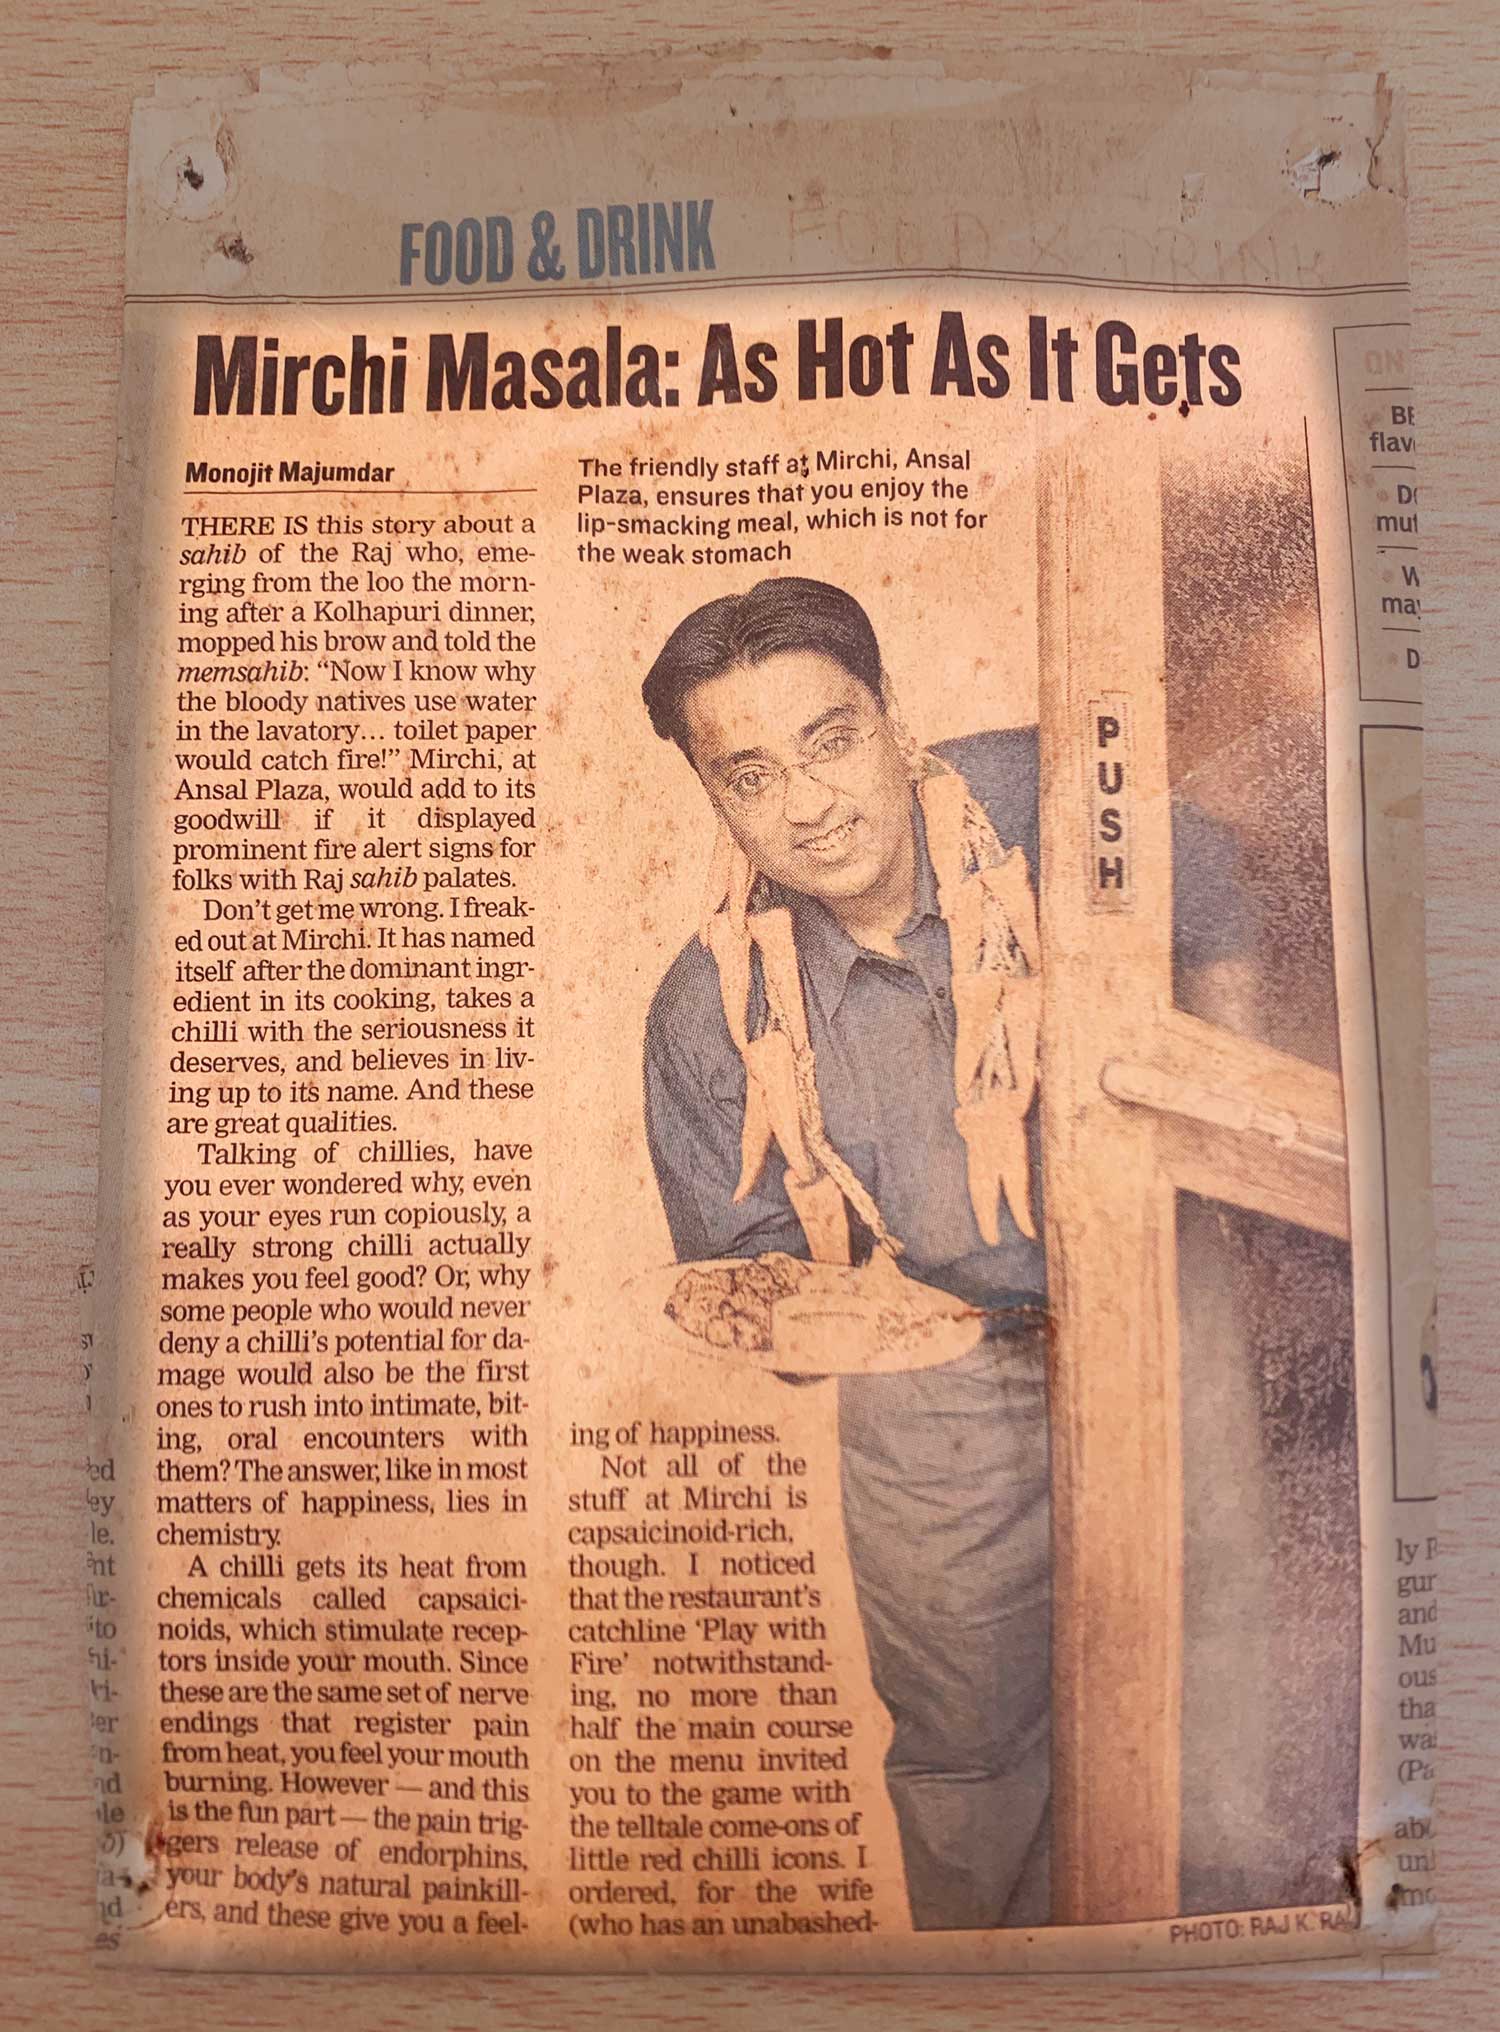 FOOD & DRINK
FOOD & DRINK
Mirchi Masala: As Hot As It Gets
Monojit Majumdar
THERE IS this story about a
sahib of the Raj who, eme-
rging from the loo the morn-
ing after a Kolhapuri dinner,
mopped his brow and told the
memsahib: “Now I know why
the bloody natives use water
in the lavatory… toilet paper
would catch fire!” Mirchi, at
Ansal Plaza, would add to its
goodwill if it displayed
prominent fire alert signs for
folks with Raj sahib palates.
Don’t get me wrong. I freak-
ed out at Mirchi. It has named
itself after the dominant ingr-
edient in its cooking, takes a
chilli with the seriousness it
deserves, and believes in liv-
ing up to its name. And these
are great qualities.
Talking of chillies, have
you ever wondered why, even
as your eyes run copiously, a
really strong chilli actually
makes you feel good? Or, why
some people who would never
deny a chilli’s potential for da-
mage would also be the first
ones to rush into intimate, bit-
ing, oral encounters with
them? The answer, like in most
matters of happiness, lies in
chemistry.
A chilli gets its heat from
chemicals called capsaici-
noids, which stimulate recep-
tors inside your mouth. Since
these are the same set of nerve
endings that register pain
from heat, you feel your mouth
burning. However — and this
is the fun part — the pain trig-
gers release of endorphins,
your body’s natural painkill-
ers, and these give you a feel-
The friendly staff at Mirchi, Ansal
Plaza, ensures that you enjoy the
lip-smacking meal, which is not for
the weak stomach
PUSH
ing of happiness.
Not all of the
stuff at Mirchi is
capsaicinoid-rich,
though. I noticed
that the restaurant’s
catchline ‘Play with
Fire’ notwithstand-
ing, no more than
half the main course
on the menu invited
you to the game with
the telltale come-ons of
little red chilli icons. I
ordered, for the wife
(who has an unabashed-
PHOTO: RAJ K. RAJ
ON
flav
mut
may
D
ly
gur
and
Mu
ous
tha
wa